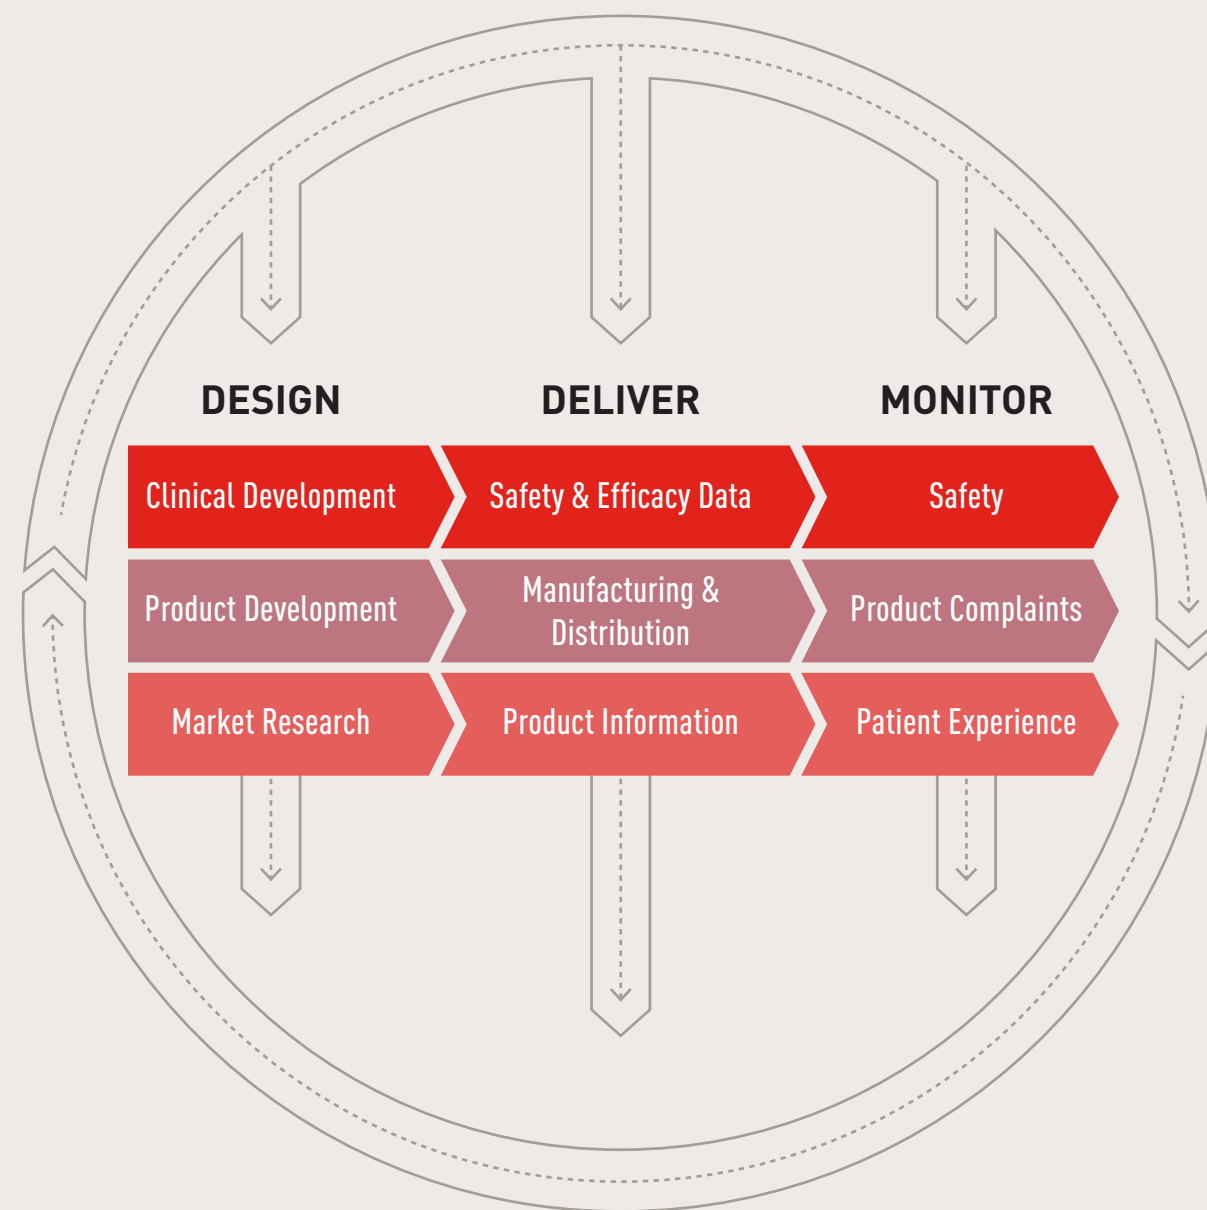 DESIGN
DELIVER
MONITOR
Clinical Development
Safety & Efficacy Data
Safety
Product Development
Manufacturing &
Distribution
Product Complaints
Market Research
Product Information
Patient Experience